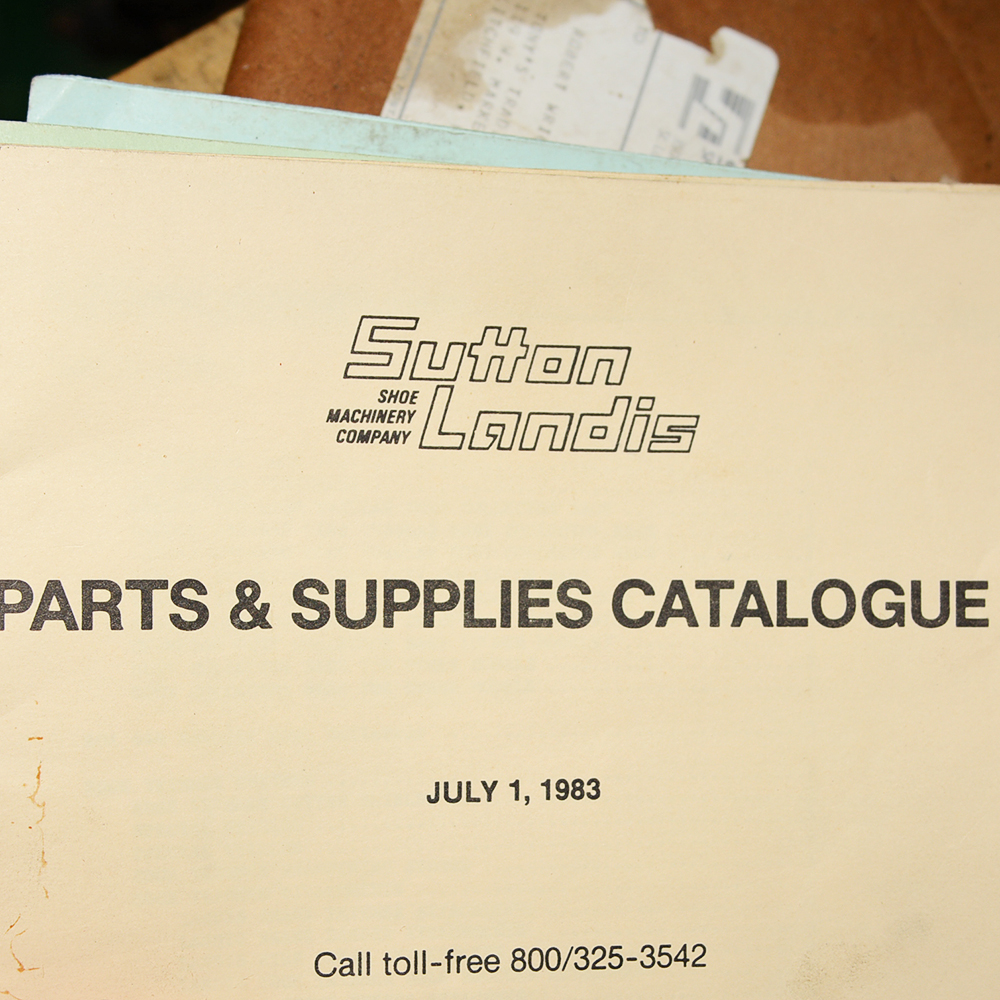 Sutton
SHOE
MACHINERY
COMPANY
Landis
PARTS & SUPPLIES CATALOGUE
JULY 1, 1983
Call toll-free 800/325-3542